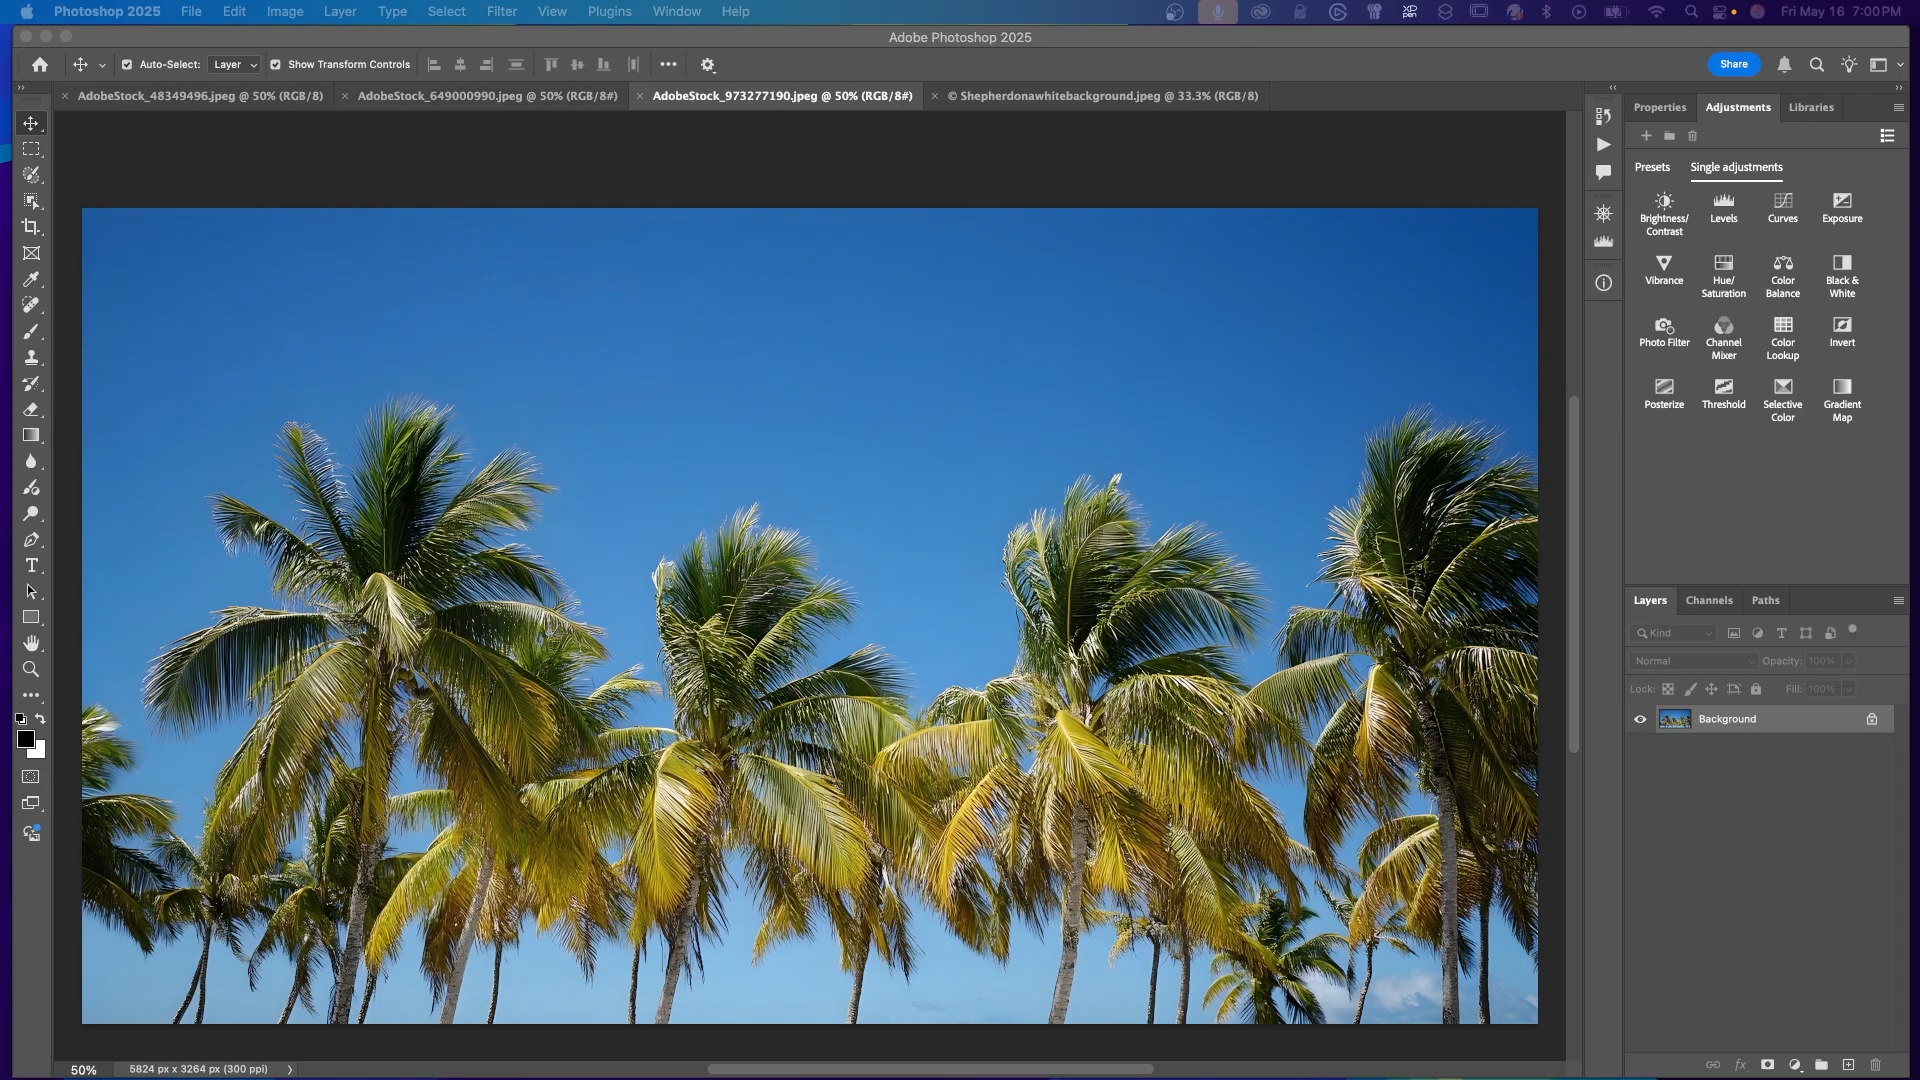 Photoshop 2025 File Edit Image Layer Type Select Filter View Plugins Window Help Fri May 16 7:00 PM
Adobe Photoshop 2025
Auto-Select: Layer Show Transform Controls Share
AdobeStock_48349496.jpeg @ 50% (RGB/8) AdobeStock_649000990.jpeg @ 50% (RGB/8#) AdobeStock_973277190.jpeg @ 50% (RGB/8#) © Shepherdonawhitebackground.jpeg @ 33.3% (RGB/8)
Properties Adjustments Libraries
Presets Single adjustments
Brightness/ Contrast Levels Curves Exposure
Vibrance Hue/ Saturation Color Balance Black & White
Photo Filter Channel Mixer Color Lookup Invert
Posterize Threshold Selective Color Gradient Map
Layers Channels Paths
Kind
Normal Opacity: 100%
Lock: Fill: 100%
Background
fx
50% 5824 px x 3264 px (300 ppi)